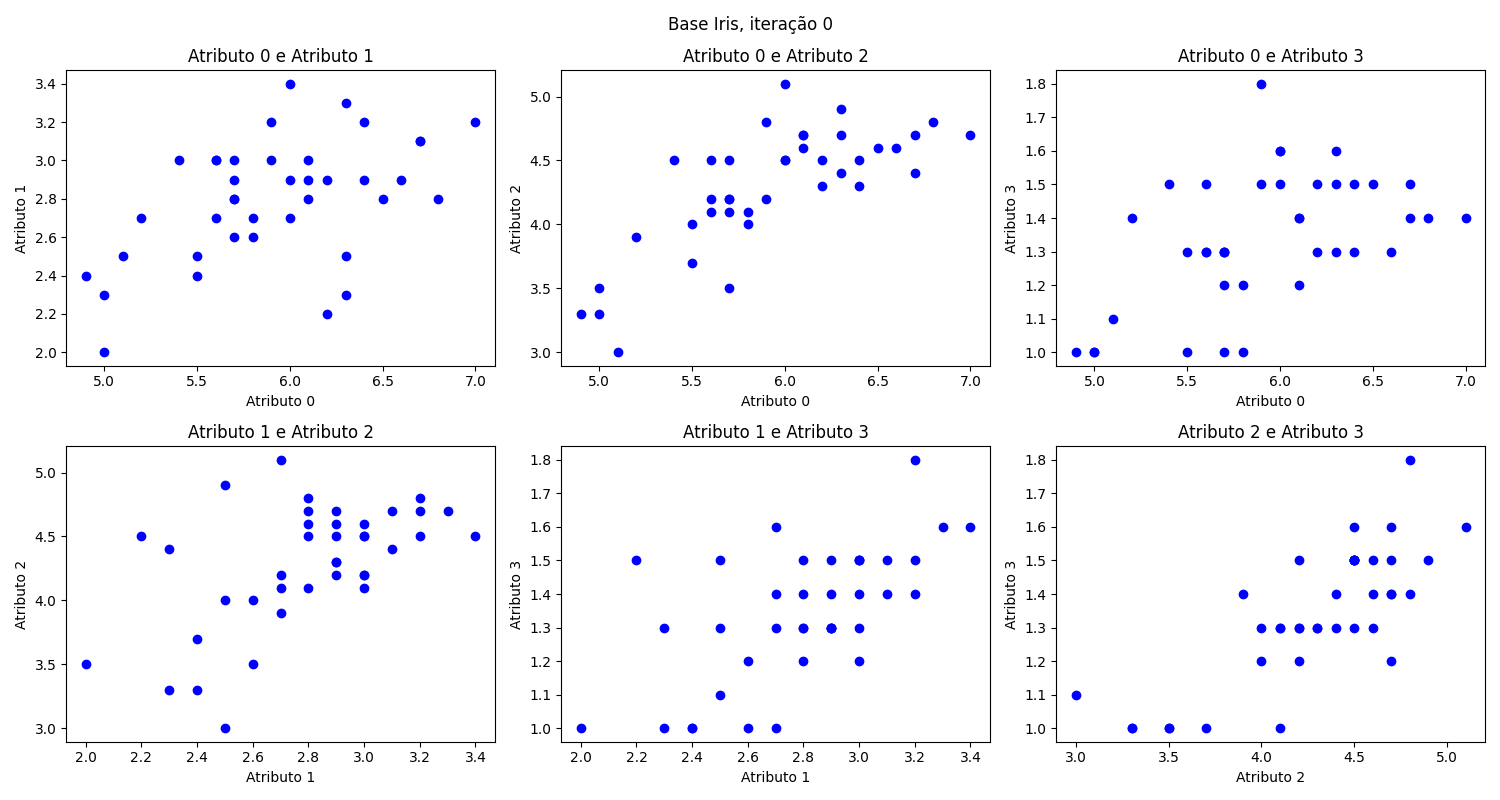 Base Iris, iteração 0
Atributo 0 e Atributo 1
3.4
3.2
3.0
2.8
2.6
2.4
2.2
2.0
Atributo 1
5.0 5.5 6.0 6.5 7.0
Atributo 0
Atributo 0 e Atributo 2
5.0
4.5
4.0
3.5
3.0
Atributo 2
5.0 5.5 6.0 6.5 7.0
Atributo 0
Atributo 0 e Atributo 3
1.8
1.7
1.6
1.5
1.4
1.3
1.2
1.1
1.0
Atributo 3
5.0 5.5 6.0 6.5 7.0
Atributo 0
Atributo 1 e Atributo 2
5.0
4.5
4.0
3.5
3.0
Atributo 2
2.0 2.2 2.4 2.6 2.8 3.0 3.2 3.4
Atributo 1
Atributo 1 e Atributo 3
1.8
1.7
1.6
1.5
1.4
1.3
1.2
1.1
1.0
Atributo 3
2.0 2.2 2.4 2.6 2.8 3.0 3.2 3.4
Atributo 1
Atributo 2 e Atributo 3
1.8
1.7
1.6
1.5
1.4
1.3
1.2
1.1
1.0
Atributo 3
3.0 3.5 4.0 4.5 5.0
Atributo 2